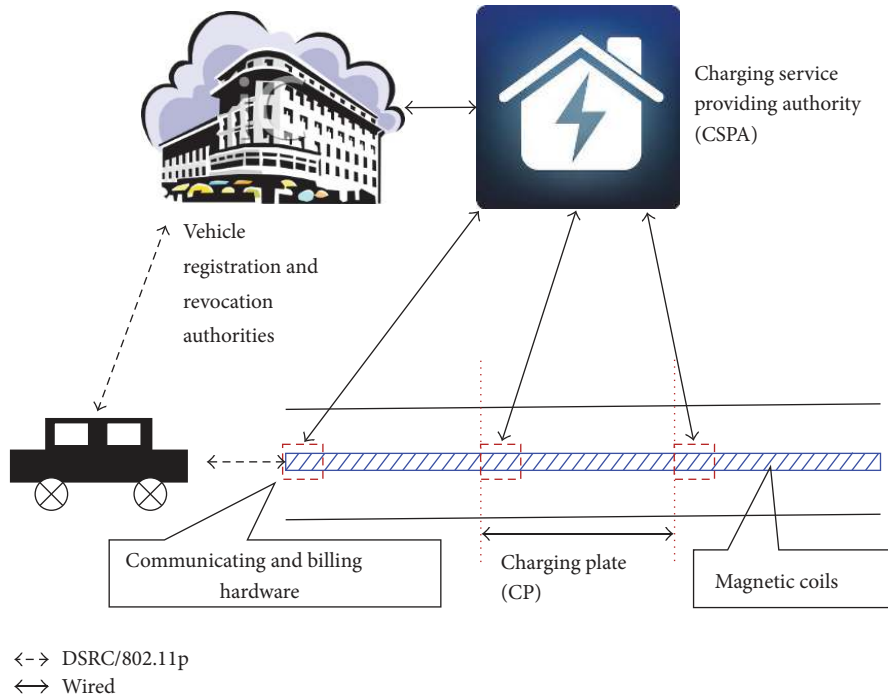 Charging service
providing authority
(CSPA)
Vehicle
registration and
revocation
authorities
Communicating and billing
hardware
Charging plate
(CP)
Magnetic coils
DSRC/802.11p
Wired